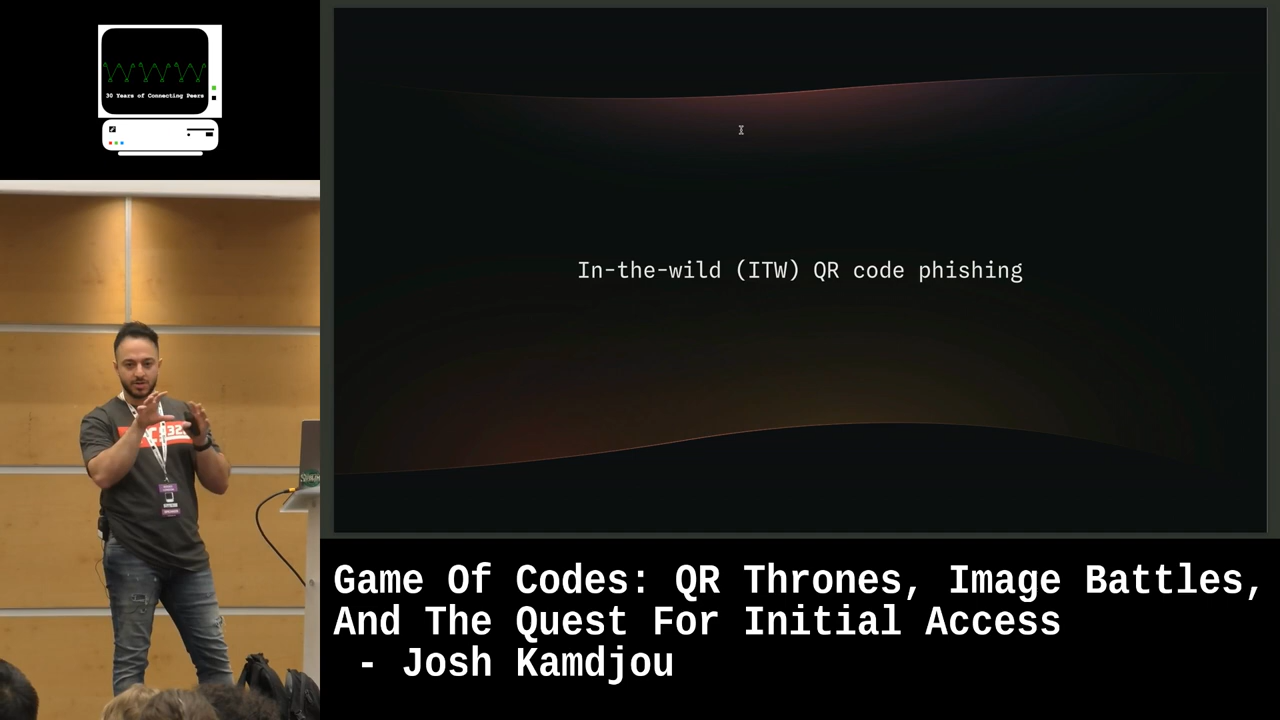 30 Years of Connecting Peers
In-the-wild (ITW) QR code phishing
Game Of Codes: QR Thrones, Image Battles,
And The Quest For Initial Access
- Josh Kamdjou